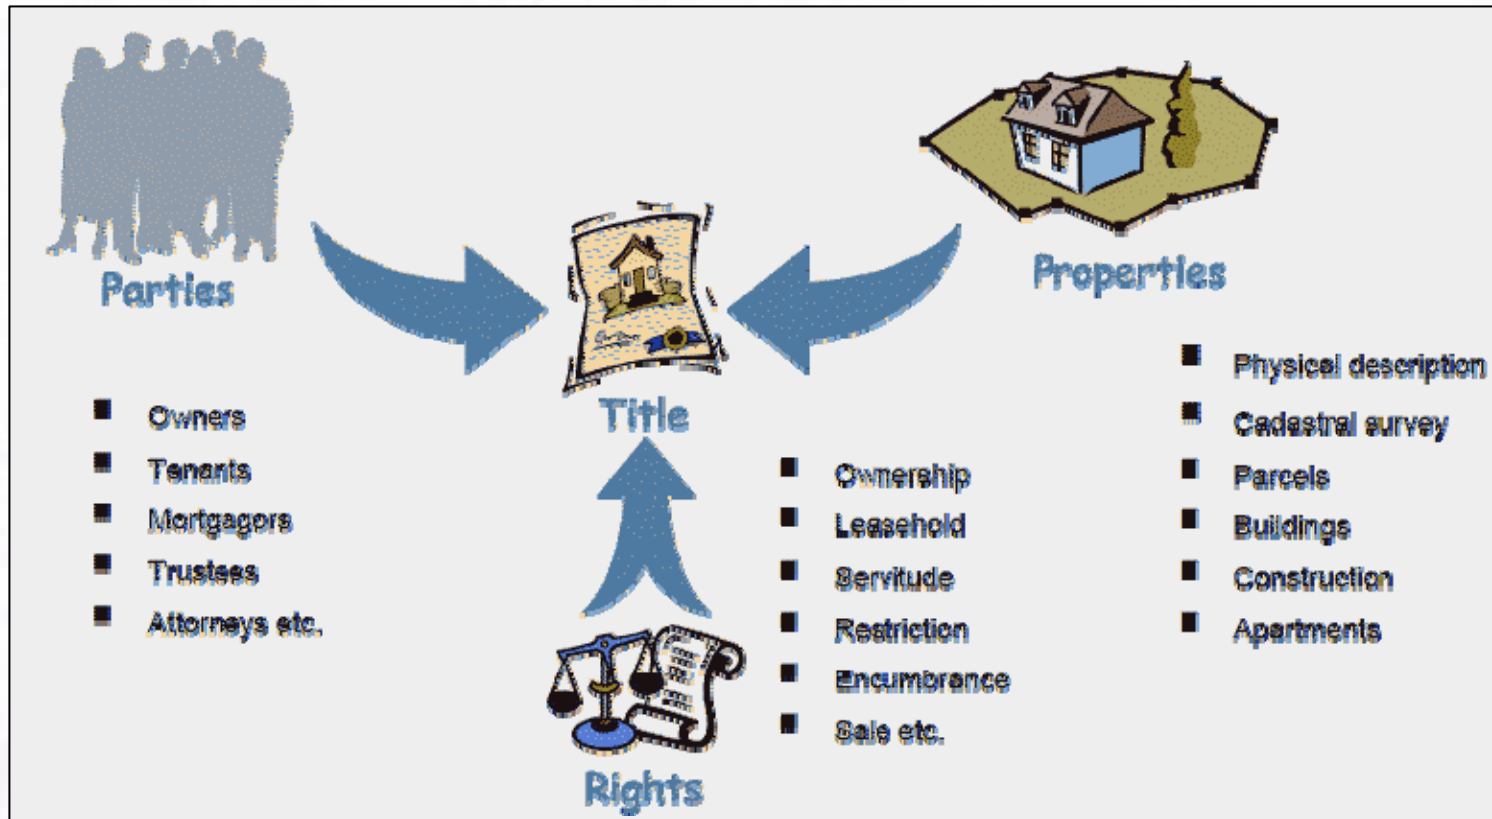 Parties
Owners
Tenants
Mortgagors
Trustees
Attorneys etc.
Title
Rights
Ownership
Leasehold
Servitude
Restriction
Encumbrance
Sale etc.
Properties
Physical description
Cadastral survey
Parcels
Buildings
Construction
Apartments